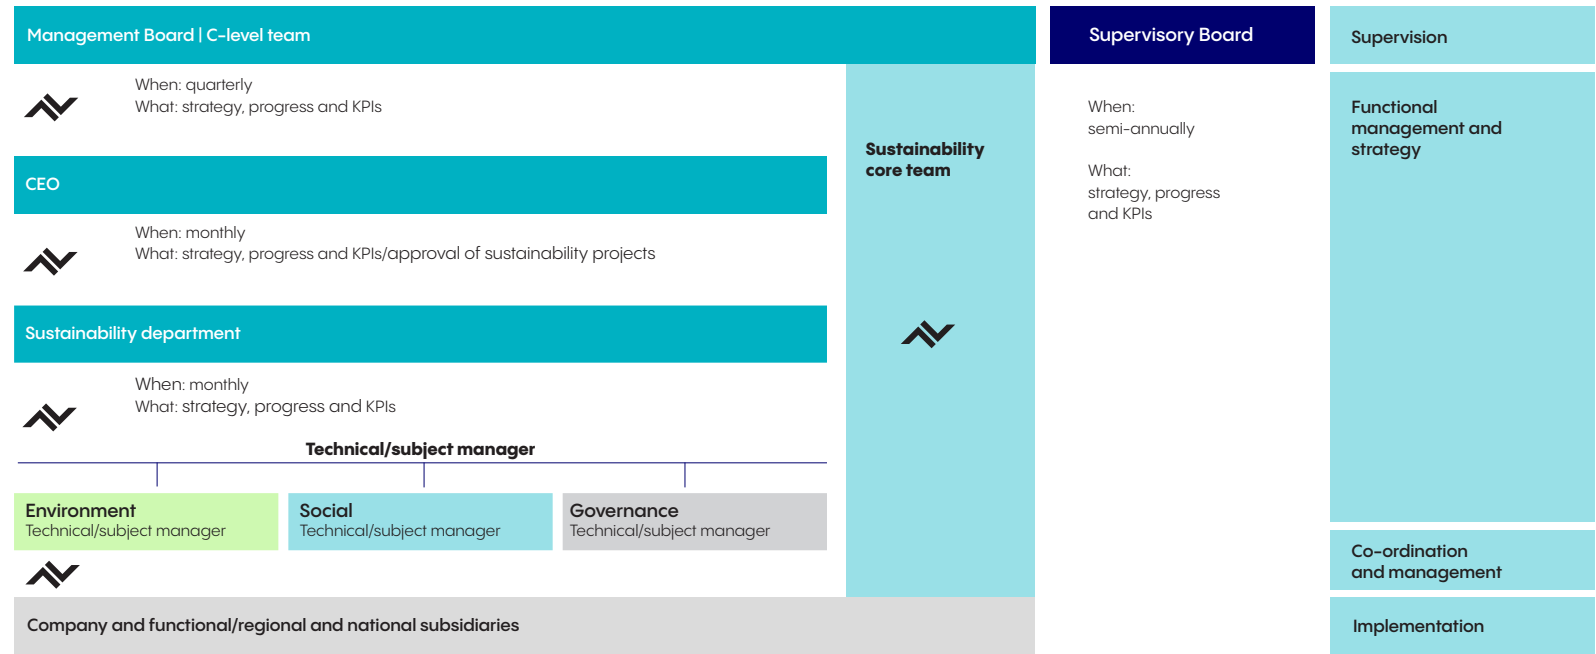 Management Board | C-level team
When: quarterly
What: strategy, progress and KPIs
CEO
When: monthly
What: strategy, progress and KPIs/approval of sustainability projects
Sustainability department
When: monthly
What: strategy, progress and KPIs
Technical/subject manager
Environment
Technical/subject manager
Social
Technical/subject manager
Governance
Technical/subject manager
Company and functional/regional and national subsidiaries
Sustainability
core team
Supervisory Board
When:
semi-annually
What:
strategy, progress
and KPIs
Supervision
Functional
management and
strategy
Co-ordination
and management
Implementation